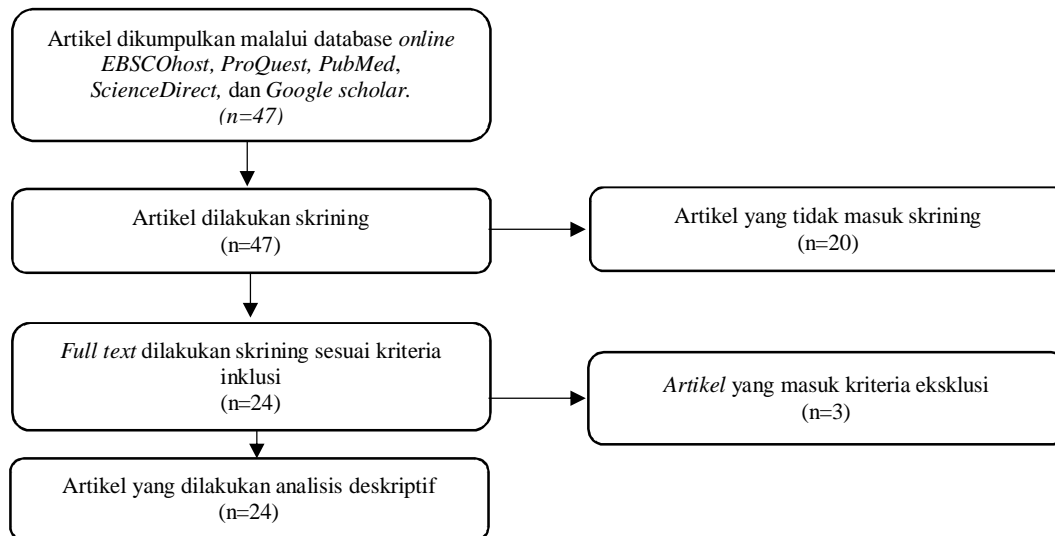 Artikel dikumpulkan malalui database online
EBSCOhost, ProQuest, PubMed,
ScienceDirect, dan Google scholar.
(n=47)
Artikel dilakukan skrining
(n=47)
Artikel yang tidak masuk skrining
(n=20)
Full text dilakukan skrining sesuai kriteria
inklusi
(n=24)
Artikel yang masuk kriteria eksklusi
(n=3)
Artikel yang dilakukan analisis deskriptif
(n=24)